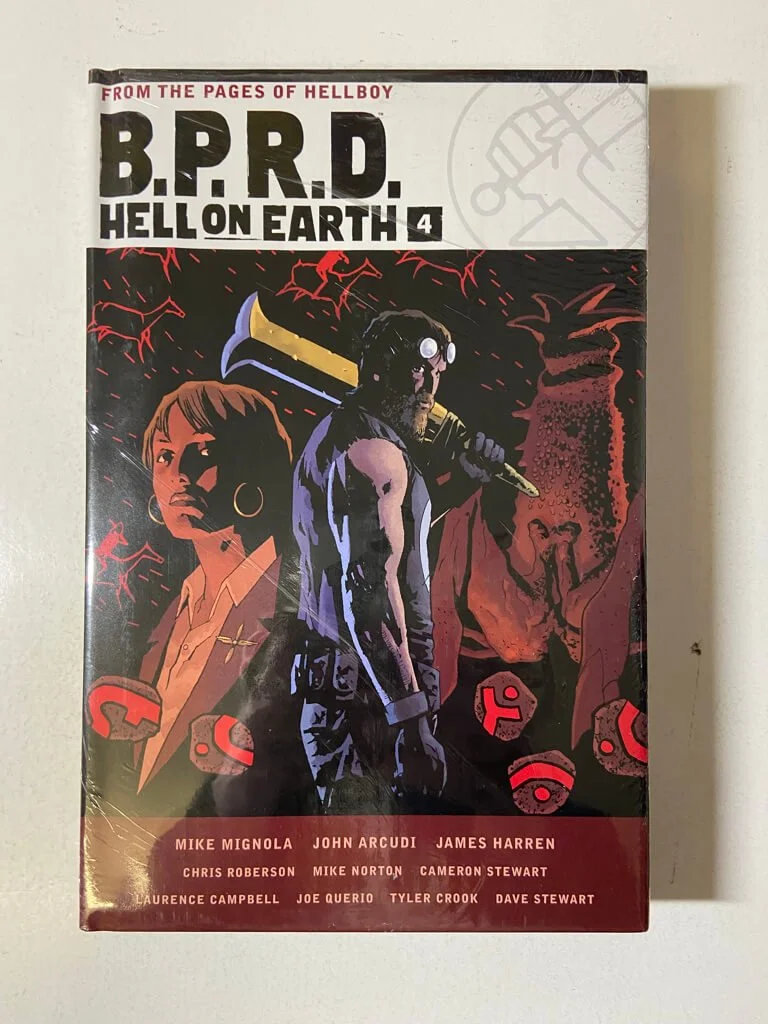 FROM THE PAGES OF HELLBOY
B.P.R.D.™
HELL ON EARTH 4
MIKE MIGNOLA JOHN ARCUDI JAMES HARREN
CHRIS ROBERSON MIKE NORTON CAMERON STEWART
LAURENCE CAMPBELL JOE QUERIO TYLER CROOK DAVE STEWART